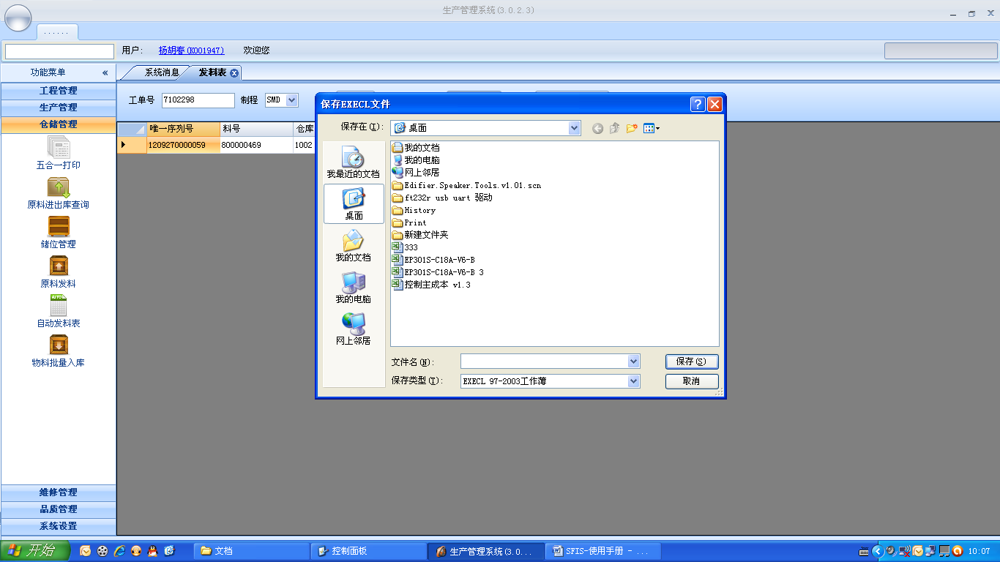 生产管理系统(3.0.2.3)
......
用户: 杨胡春(K001947) 欢迎您
功能菜单 «
系统消息 发料表
工程管理
生产管理
仓储管理
五合一打印
原料进出库查询
储位管理
原料发料
自动发料表
物料批量入库
维修管理
品质管理
系统设置
工单号 7102298 制程 SMD
唯一序列号 料号 仓库
1209270000059 800000469 1002
保存EXECL文件
保存在(I): 桌面
我最近的文档
桌面
我的文档
我的电脑
网上邻居
我的文档
我的电脑
网上邻居
Edifier.Speaker.Tools.v1.01.scn
ft232r usb uart 驱动
History
Print
新建文件夹
333
EP301S-C18A-V6-B
EP301S-C18A-V6-B 3
控制主成本 v1.3
文件名(N): 保存(S)
保存类型(T): EXECL 97-2003工作薄 取消
开始 文档 控制面板 生产管理系统(3.0... SFIS-使用手册 - ... 10:07